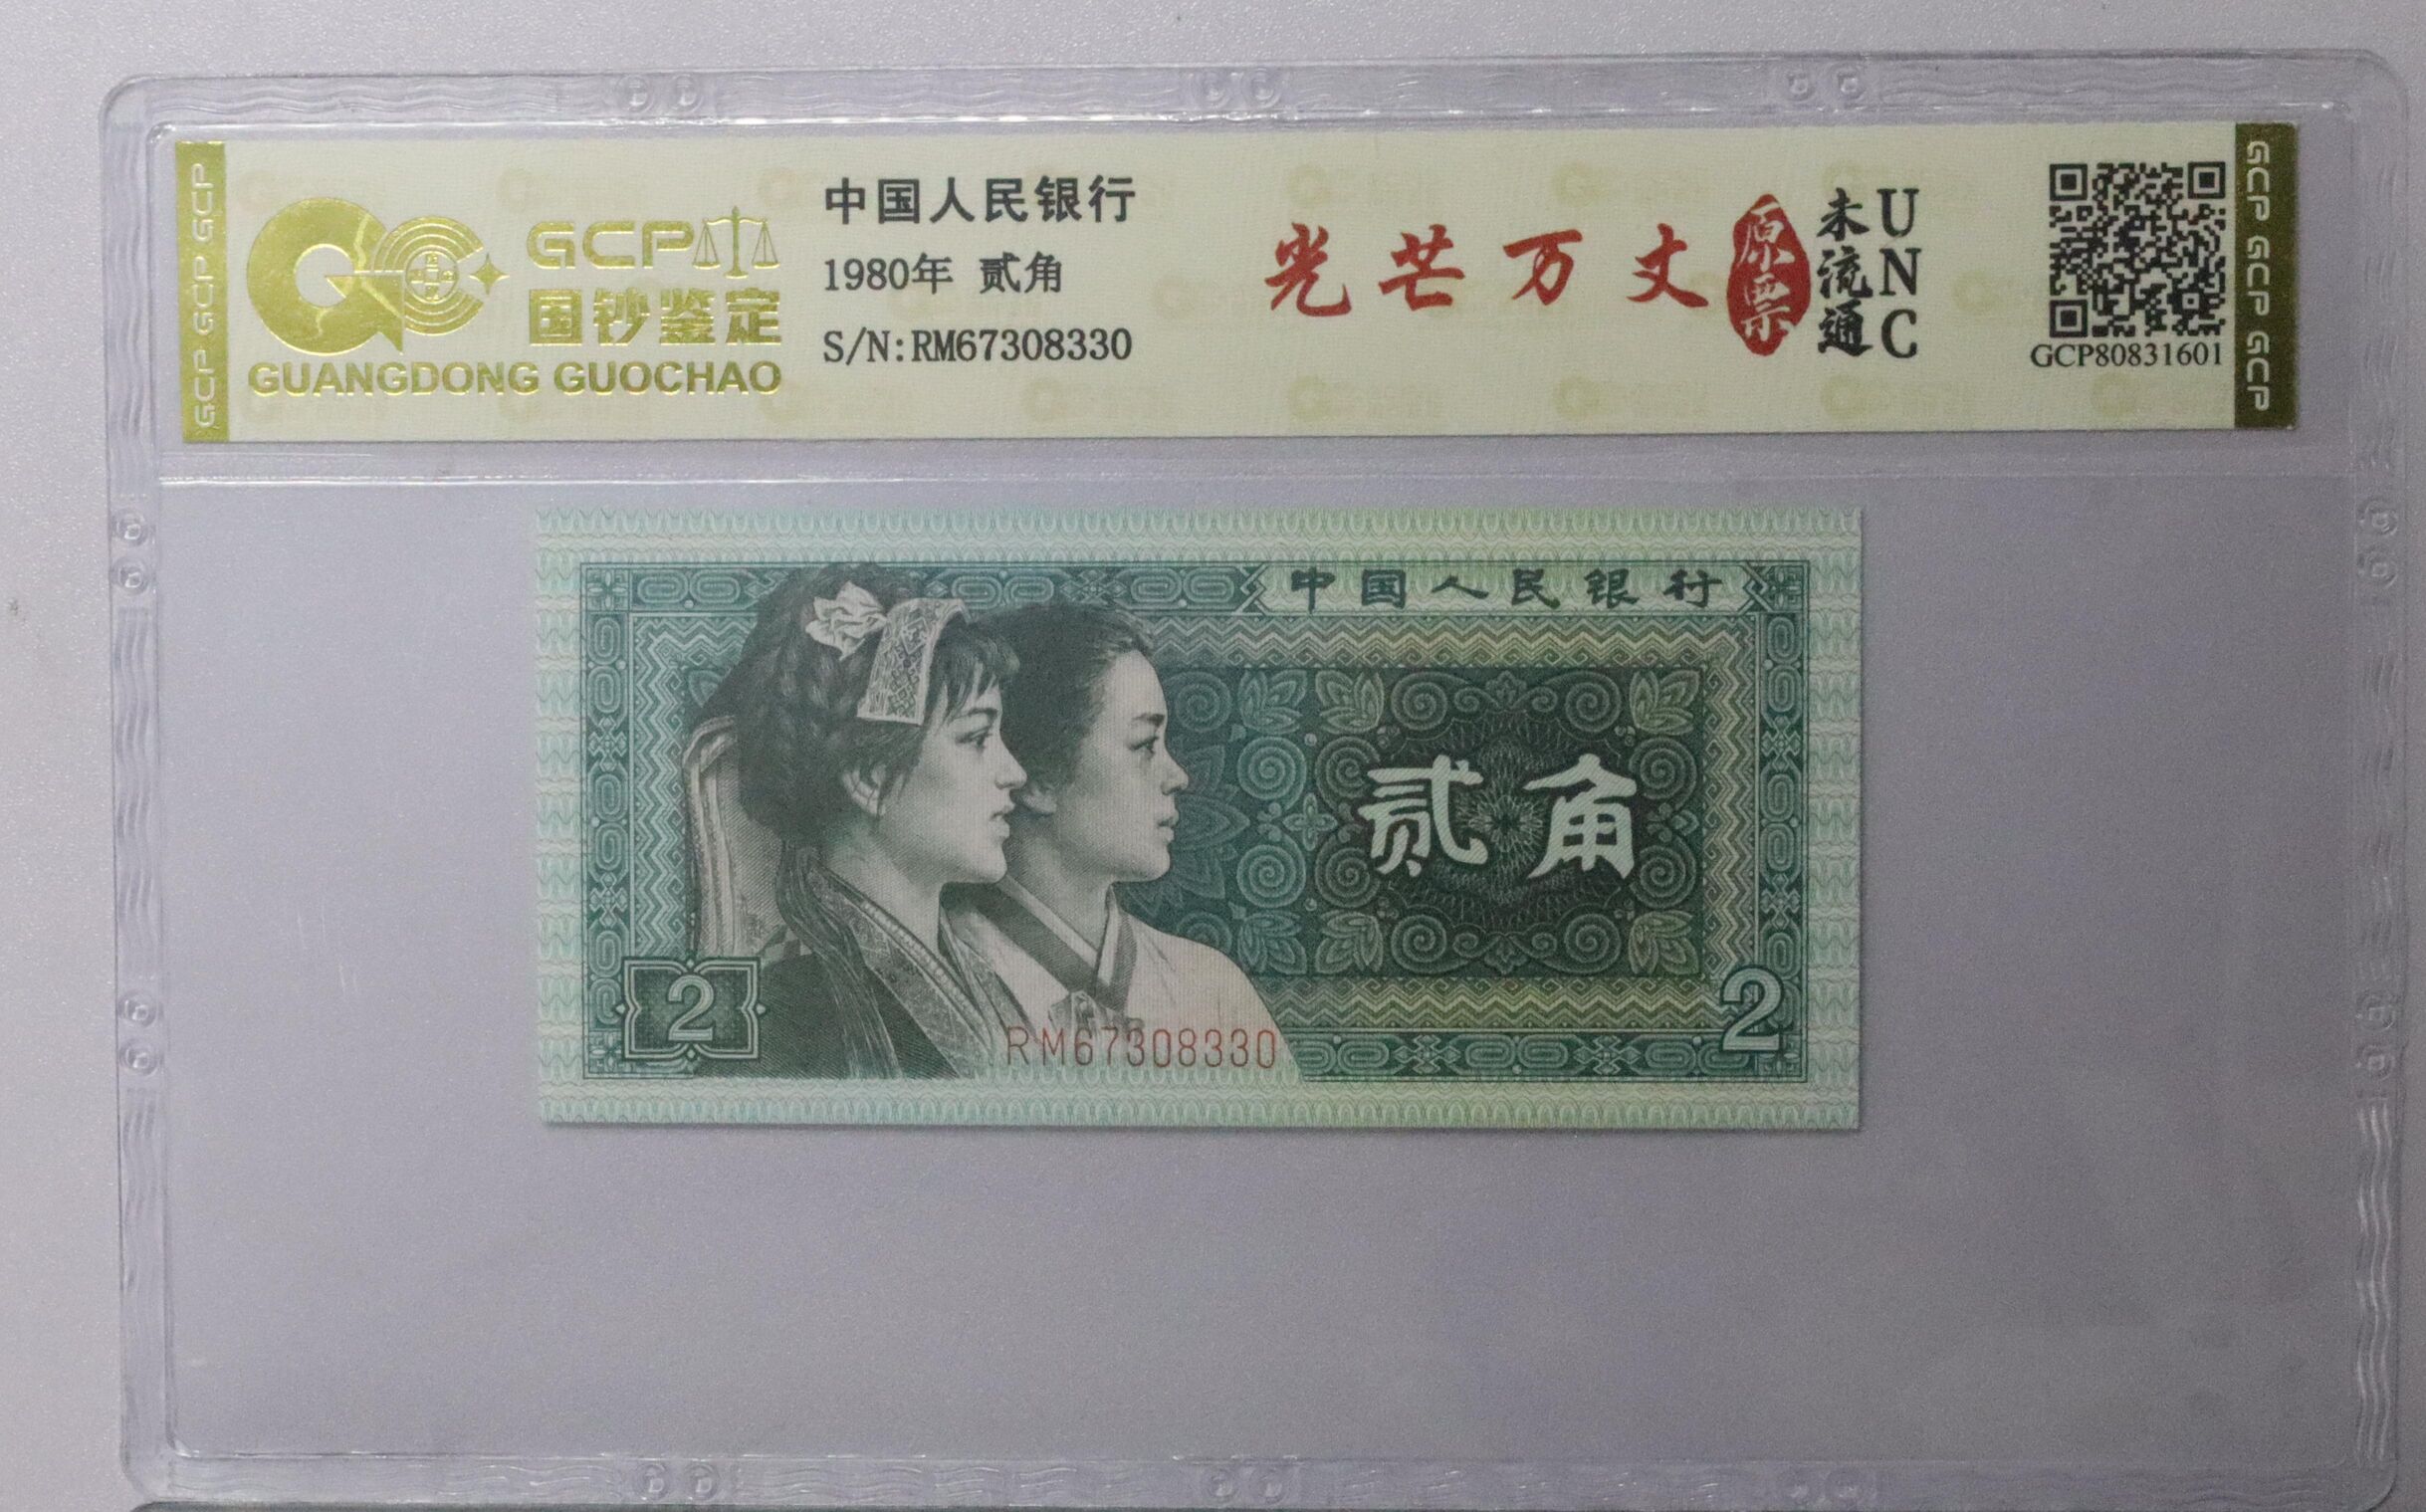 GCP GCP GCP
GCP
国钞鉴定
GUANGDONG GUOCHAO
中国人民银行
1980年 贰角
S/N:RM67308330
光芒万丈
原票
未流通
UNC
GCP80831601
GCP GCP GCP
中国人民银行
贰角
2
RM67308330
2